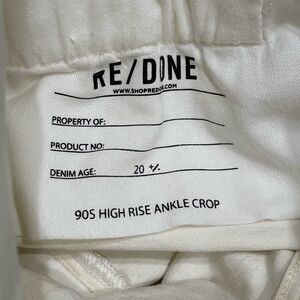 RE/DONE
WWW.SHOPREDONE.COM
PROPERTY OF:
PRODUCT NO:
DENIM AGE: 20 +/-
90S HIGH RISE ANKLE CROP